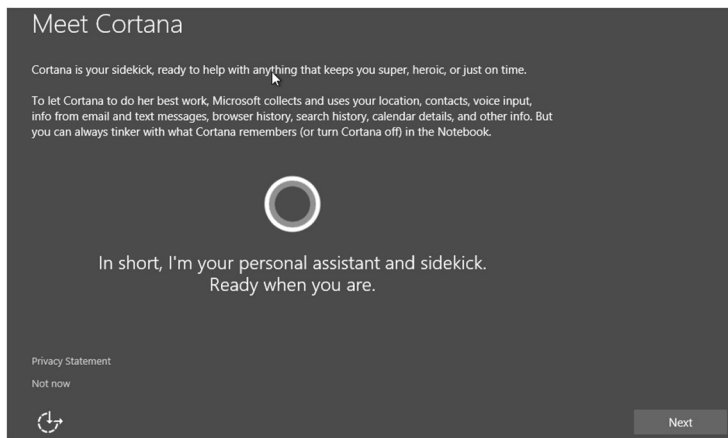 Meet Cortana
Cortana is your sidekick, ready to help with anything that keeps you super, heroic, or just on time.
To let Cortana to do her best work, Microsoft collects and uses your location, contacts, voice input,
info from email and text messages, browser history, search history, calendar details, and other info. But
you can always tinker with what Cortana remembers (or turn Cortana off) in the Notebook.
In short, I'm your personal assistant and sidekick.
Ready when you are.
Privacy Statement
Not now
Next